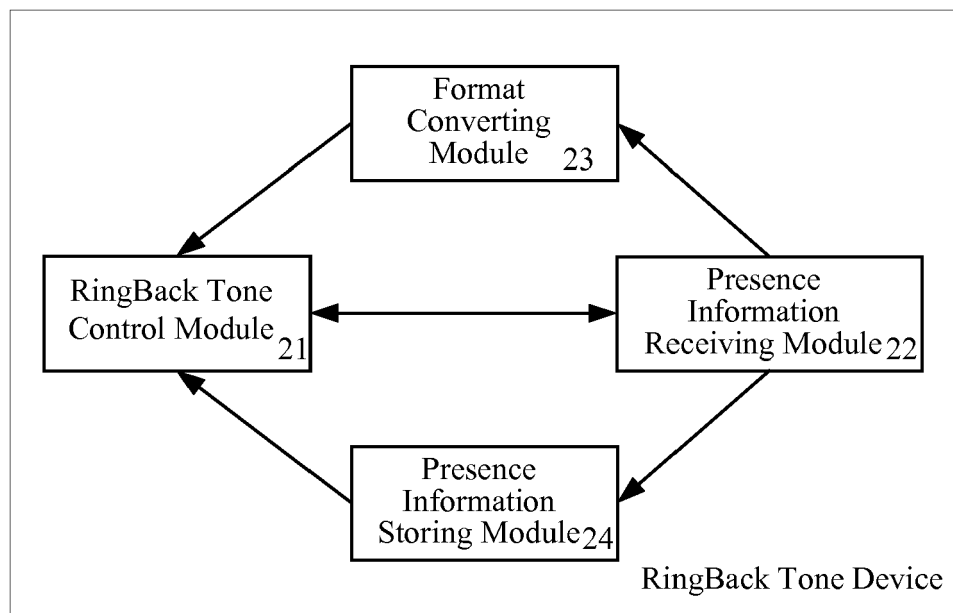 Format
Converting
Module 23
RingBack Tone
Control Module 21
Presence
Information
Receiving Module 22
Presence
Information
Storing Module 24
RingBack Tone Device